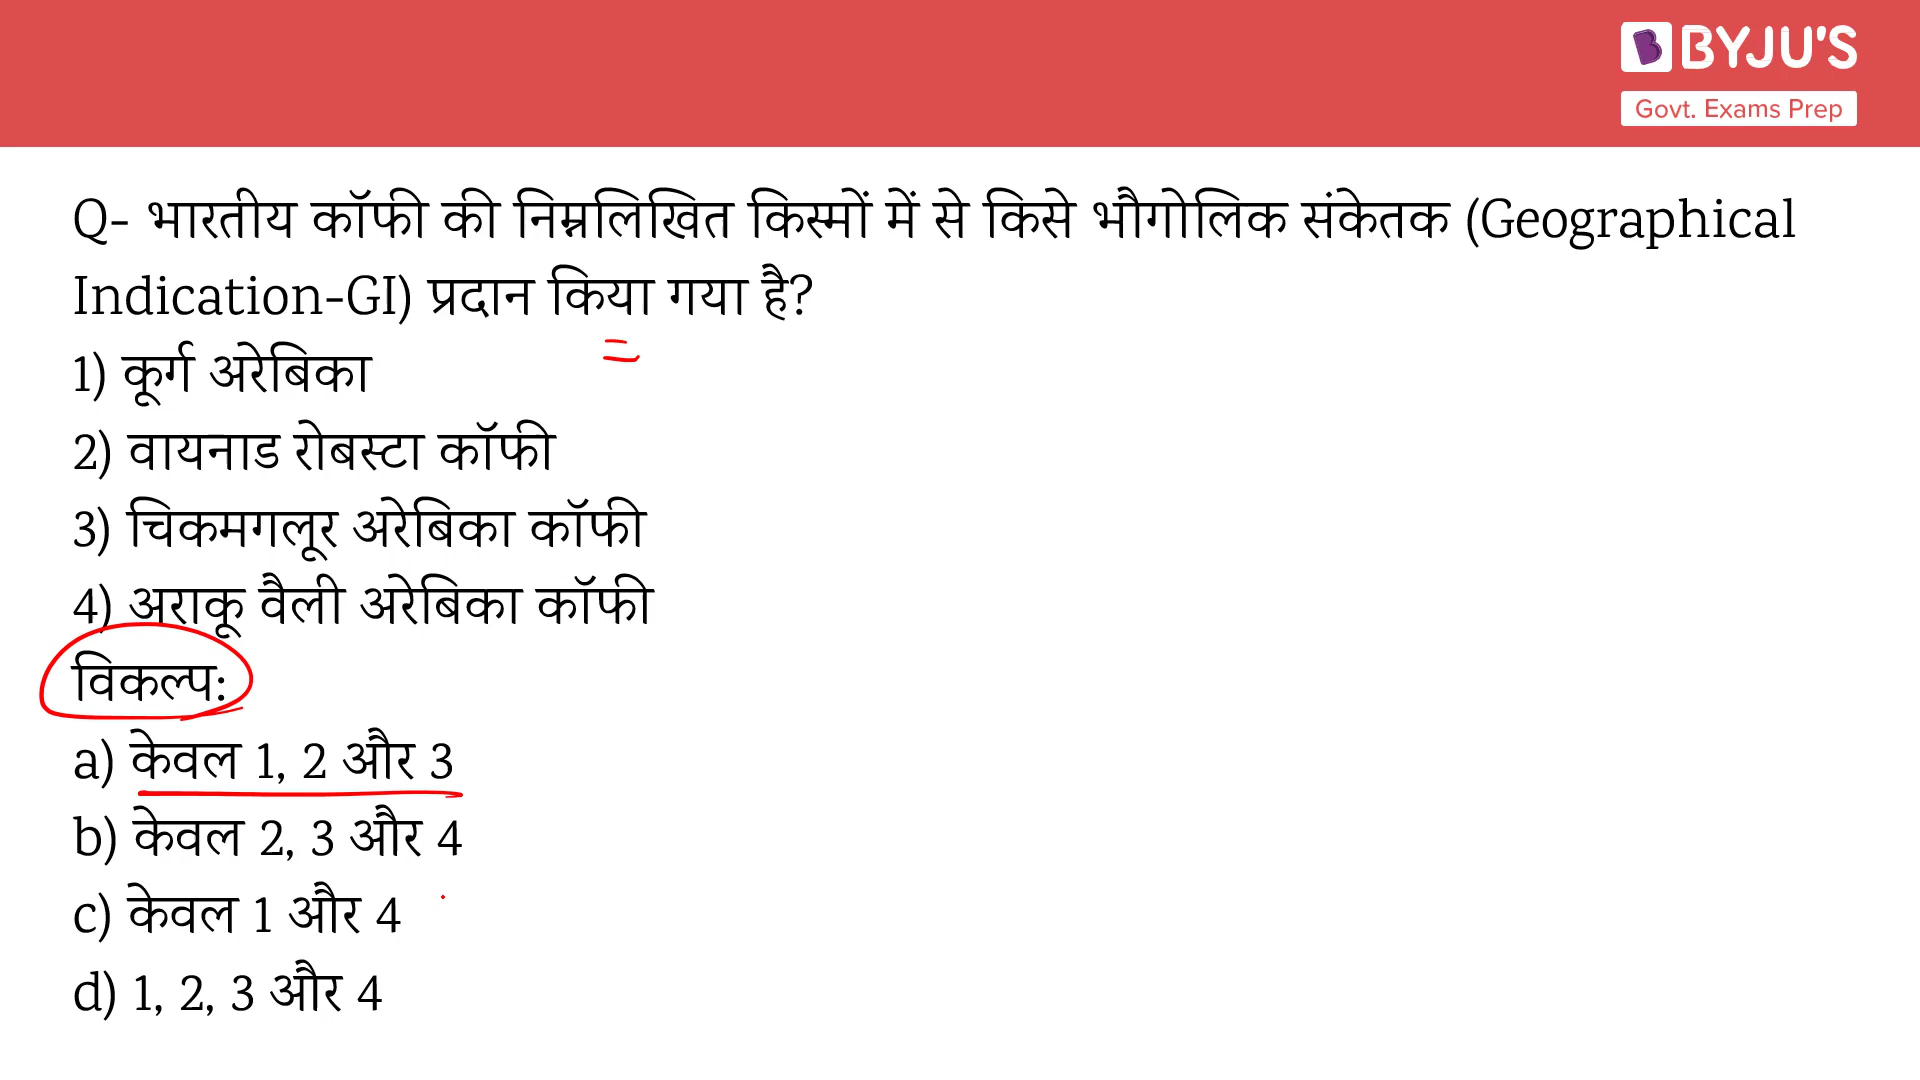 BYJU'S
Govt. Exams Prep
Q- भारतीय कॉफी की निम्नलिखित किस्मों में से किसे भौगोलिक संकेतक (Geographical
Indication-GI) प्रदान किया गया है?
1) कूर्ग अरेबिका
2) वायनाड रोबस्टा कॉफी
3) चिकमगलूर अरेबिका कॉफी
4) अराकू वैली अरेबिका कॉफी
विकल्प:
a) केवल 1, 2 और 3
b) केवल 2, 3 और 4
c) केवल 1 और 4
d) 1, 2, 3 और 4